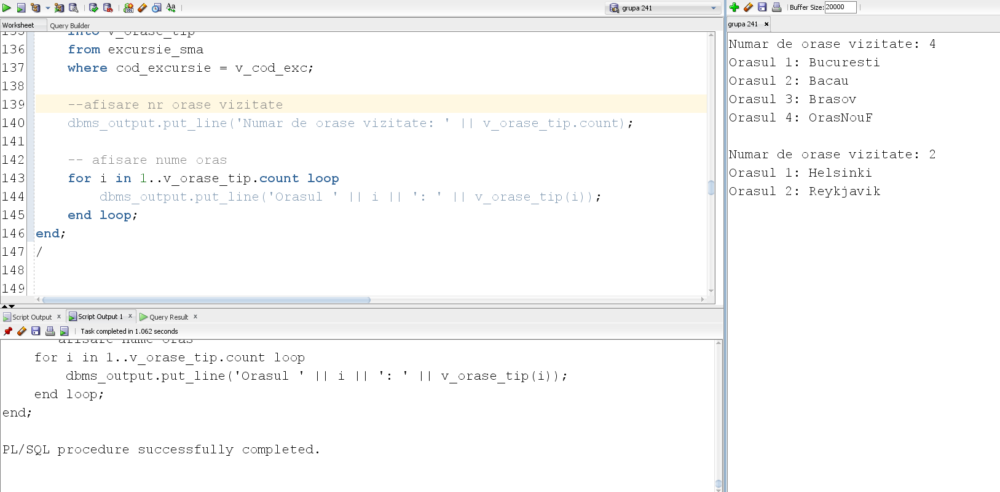 grupa 241
Buffer Size: 20000
Worksheet Query Builder
grupa 241
into v_orase_tip
136 from excursie_sma
137 where cod_excursie = v_cod_exc;
138
139 --afisare nr orase vizitate
140 dbms_output.put_line('Numar de orase vizitate: ' || v_orase_tip.count);
141
142 -- afisare nume oras
143 for i in 1..v_orase_tip.count loop
144 dbms_output.put_line('Orasul ' || i || ': ' || v_orase_tip(i));
145 end loop;
146 end;
147 /
148
149
Numar de orase vizitate: 4
Orasul 1: Bucuresti
Orasul 2: Bacau
Orasul 3: Brasov
Orasul 4: OrasNouF
Numar de orase vizitate: 2
Orasul 1: Helsinki
Orasul 2: Reykjavik
Script Output x Script Output 1 x Query Result x
Task completed in 1.062 seconds
afisare nume oras
for i in 1..v_orase_tip.count loop
dbms_output.put_line('Orasul ' || i || ': ' || v_orase_tip(i));
end loop;
end;
PL/SQL procedure successfully completed.